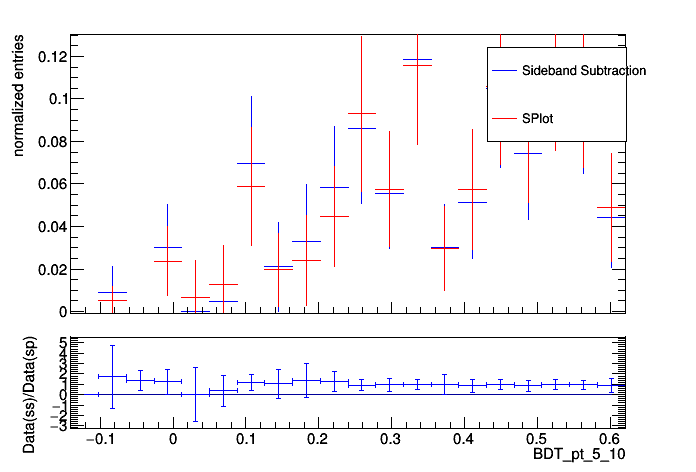 normalized entries
0.12
0.1
0.08
0.06
0.04
0.02
0
Sideband Subtraction
SPlot
Data(ss)/Data(sp)
5
4
3
2
1
0
−1
−2
−3
−0.1 0 0.1 0.2 0.3 0.4 0.5 0.6
BDT_pt_5_10